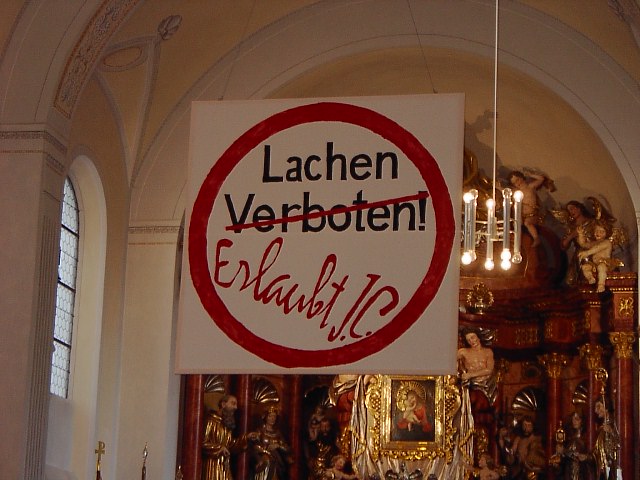 Lachen
Verboten!
Erlaubt J.C.